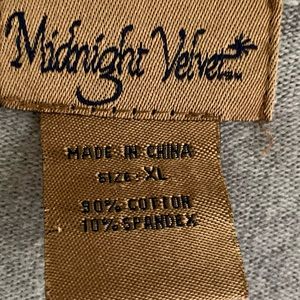 Midnight Velvet
MADE IN CHINA
SIZE: XL
90% COTTON
10% SPANDEX